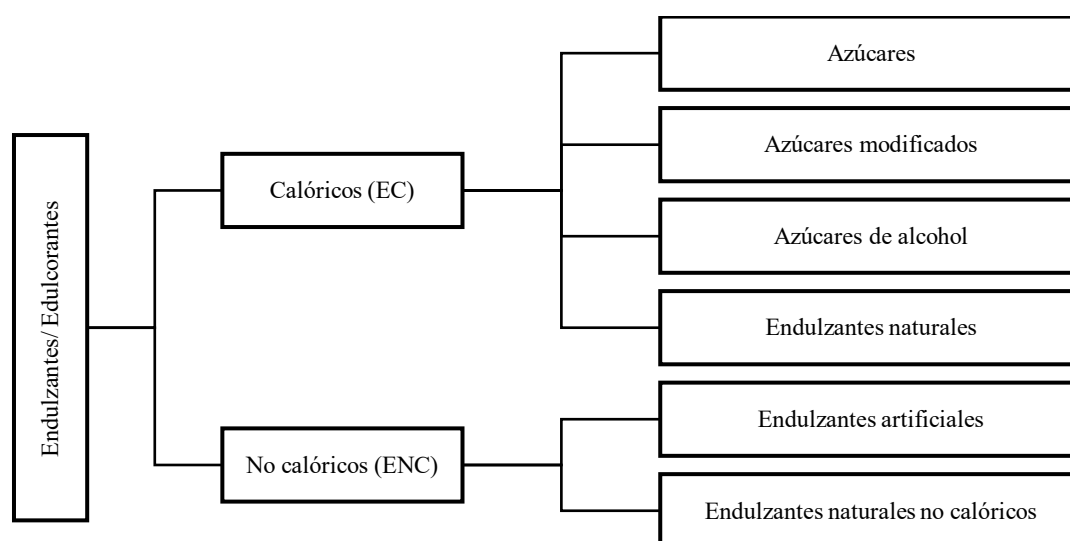 Endulzantes/ Edulcorantes
Calóricos (EC)
Azúcares
Azúcares modificados
Azúcares de alcohol
Endulzantes naturales
No calóricos (ENC)
Endulzantes artificiales
Endulzantes naturales no calóricos